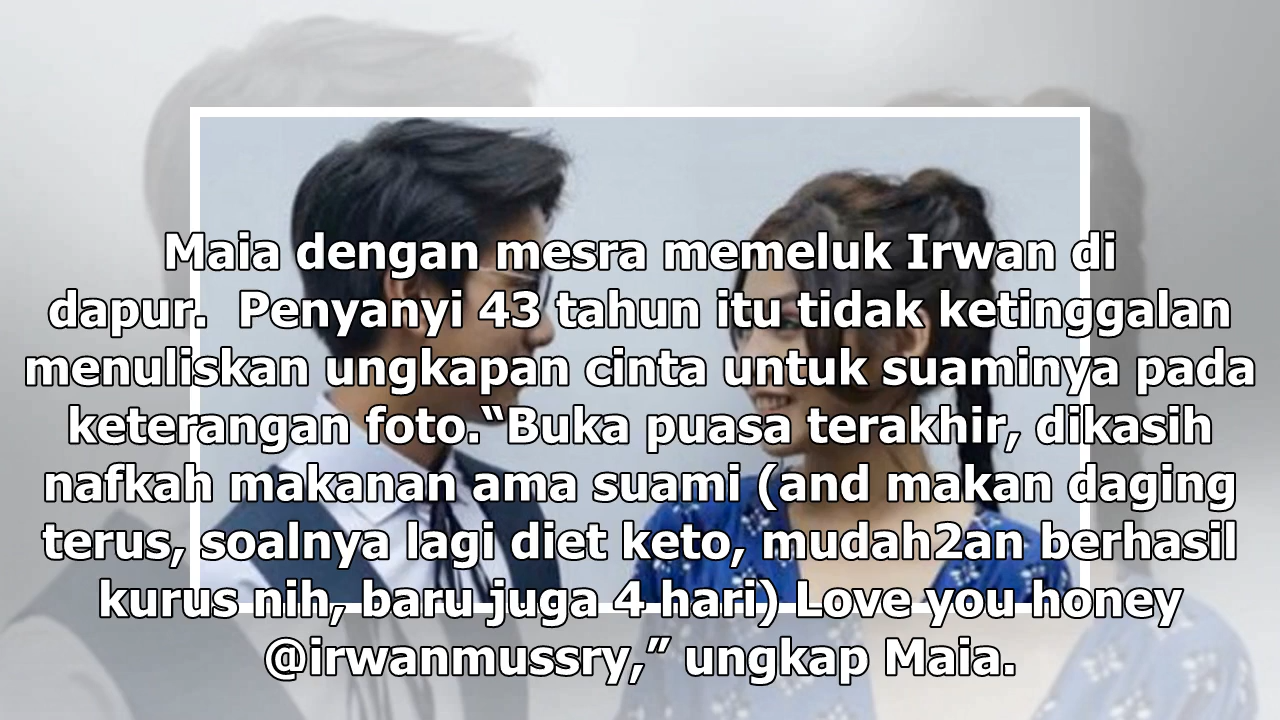 Maia dengan mesra memeluk Irwan di
dapur.  Penyanyi 43 tahun itu tidak ketinggalan
menuliskan ungkapan cinta untuk suaminya pada
keterangan foto.“Buka puasa terakhir, dikasih
nafkah makanan ama suami (and makan daging
terus, soalnya lagi diet keto, mudah2an berhasil
kurus nih, baru juga 4 hari) Love you honey
@irwanmussry,” ungkap Maia.